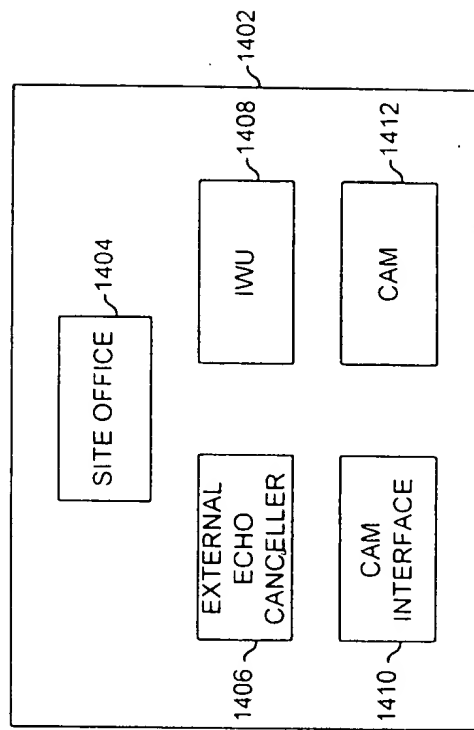 1402
SITE OFFICE
1404
EXTERNAL
ECHO
CANCELLER
1406
IWU
1408
CAM
INTERFACE
1410
CAM
1412